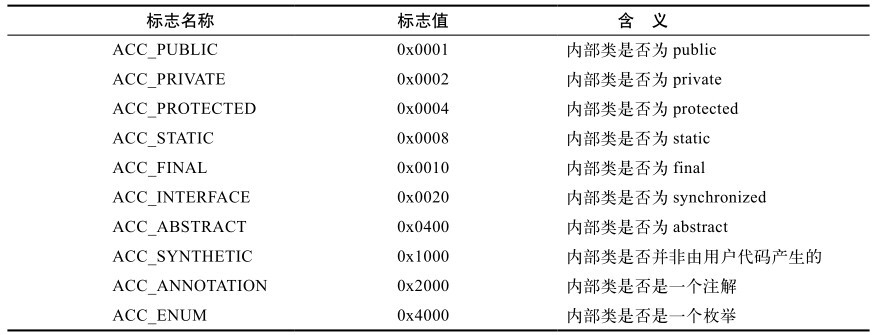 标志名称 标志值 含 义
ACC_PUBLIC 0x0001 内部类是否为 public
ACC_PRIVATE 0x0002 内部类是否为 private
ACC_PROTECTED 0x0004 内部类是否为 protected
ACC_STATIC 0x0008 内部类是否为 static
ACC_FINAL 0x0010 内部类是否为 final
ACC_INTERFACE 0x0020 内部类是否为 synchronized
ACC_ABSTRACT 0x0400 内部类是否为 abstract
ACC_SYNTHETIC 0x1000 内部类是否并非由用户代码产生的
ACC_ANNOTATION 0x2000 内部类是否是一个注解
ACC_ENUM 0x4000 内部类是否是一个枚举